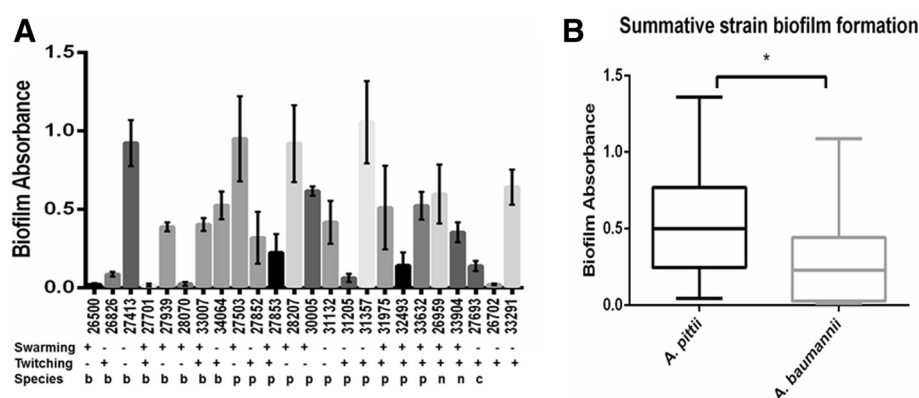 A
Biofilm Absorbance
1.5
1.0
0.5
0.0
26500 26826 27413 27701 27939 28070 33007 34064 27503 27852 27853 28207 30005 31132 31205 31357 31975 32493 33632 26959 33904 27693 26702 33291
Swarming + - - + + + + - + - + + + - - - + + + + + - - -
Twitching - + - + - - + + - - + - - - + + + + + + + - + +
Species b b b b b b b b p p p p p p p p p p p n n c
B
Summative strain biofilm formation
*
Biofilm Absorbance
1.5
1.0
0.5
0.0
A. pittii
A. baumannii